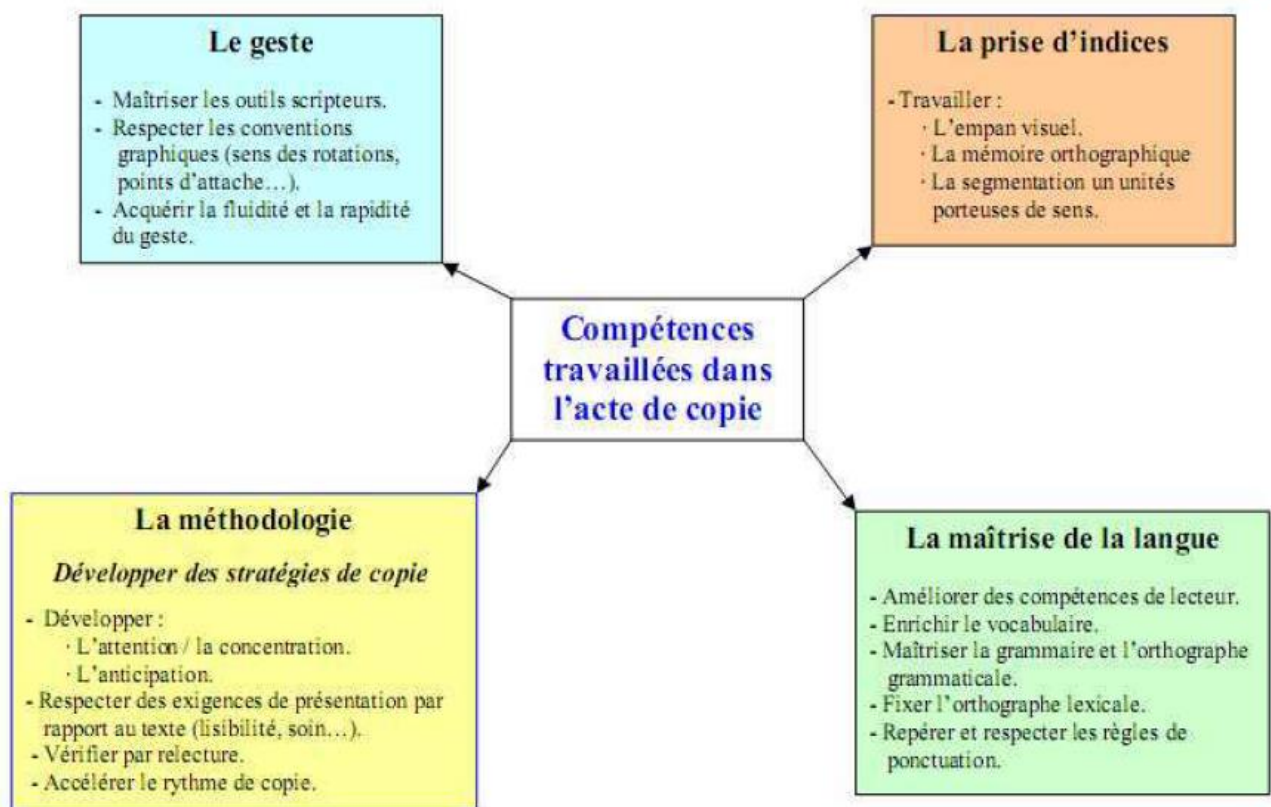 Le geste
- Maîtriser les outils scripteurs.
- Respecter les conventions
graphiques (sens des rotations,
points d'attache…).
- Acquérir la fluidité et la rapidité
du geste.
La prise d'indices
- Travailler :
· L'empan visuel.
· La mémoire orthographique
· La segmentation un unités
porteuses de sens.
Compétences
travaillées dans
l'acte de copie
La méthodologie
Développer des stratégies de copie
- Développer :
· L'attention / la concentration.
· L'anticipation.
- Respecter des exigences de présentation par
rapport au texte (lisibilité, soin…).
- Vérifier par relecture.
- Accélérer le rythme de copie.
La maîtrise de la langue
- Améliorer des compétences de lecteur.
- Enrichir le vocabulaire.
- Maîtriser la grammaire et l'orthographe
grammaticale.
- Fixer l'orthographe lexicale.
- Repérer et respecter les règles de
ponctuation.